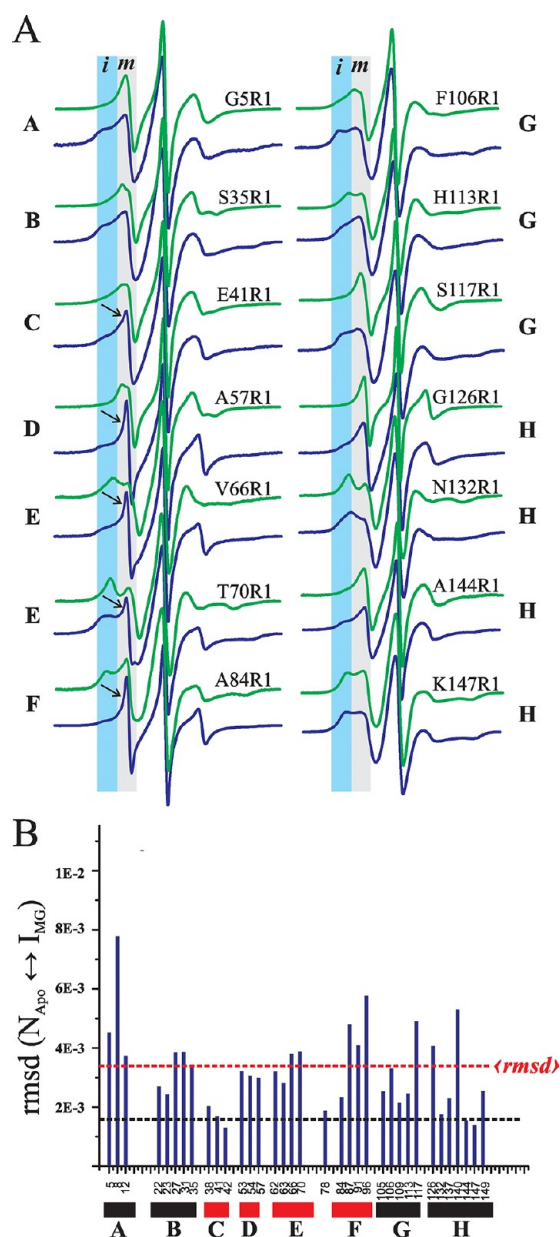 A
i m i m
A G5R1 F106R1 G
B S35R1 H113R1 G
C E41R1 S117R1 G
D A57R1 G126R1 H
E V66R1 N132R1 H
E T70R1 A144R1 H
F A84R1 K147R1 H
B
rmsd (N_Apo ↔ I_MG)
1E-2
8E-3
6E-3
4E-3
2E-3
‹rmsd›
5 8 12 22 23 27 31 35 38 41 42 53 54 57 62 63 66 70 78 84 87 91 96 105 106 109 113 117 126 132 137 140 144 147 149
A B C D E F G H